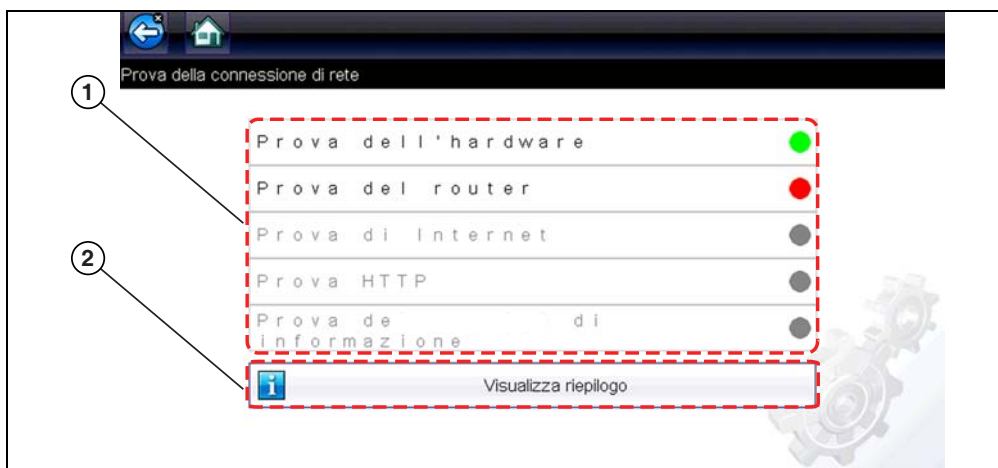 Prova della connessione di rete
1
Prova dell'hardware
Prova del router
Prova di Internet
2
Prova HTTP
Prova de di
informazione
i
Visualizza riepilogo